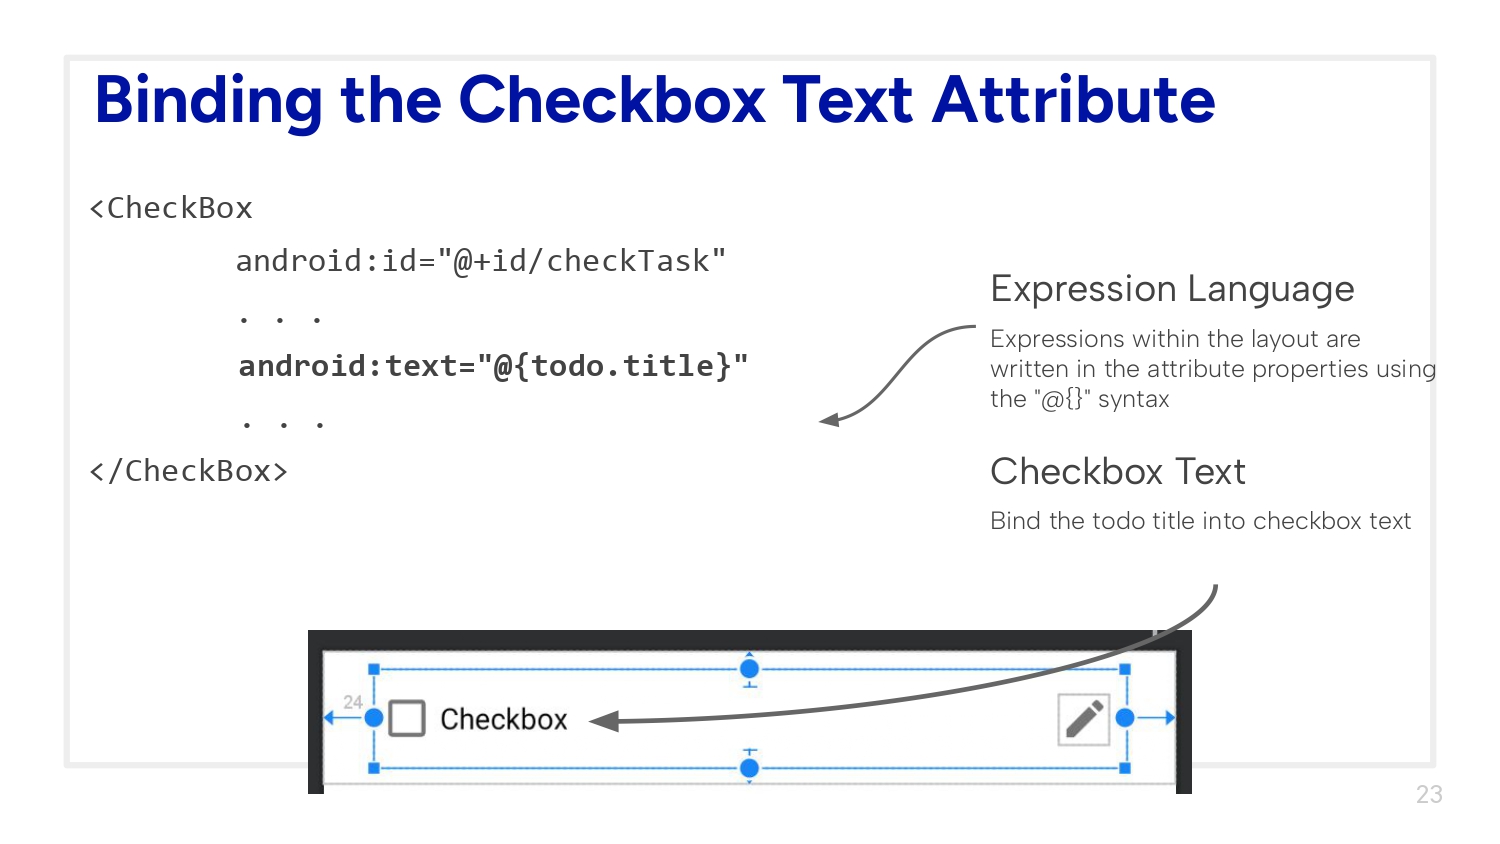 Binding the Checkbox Text Attribute
<CheckBox
android:id="@+id/checkTask"
. . .
android:text="@{todo.title}"
. . .
</CheckBox>
Expression Language
Expressions within the layout are
written in the attribute properties using
the "@{}" syntax
Checkbox Text
Bind the todo title into checkbox text
24
Checkbox
23